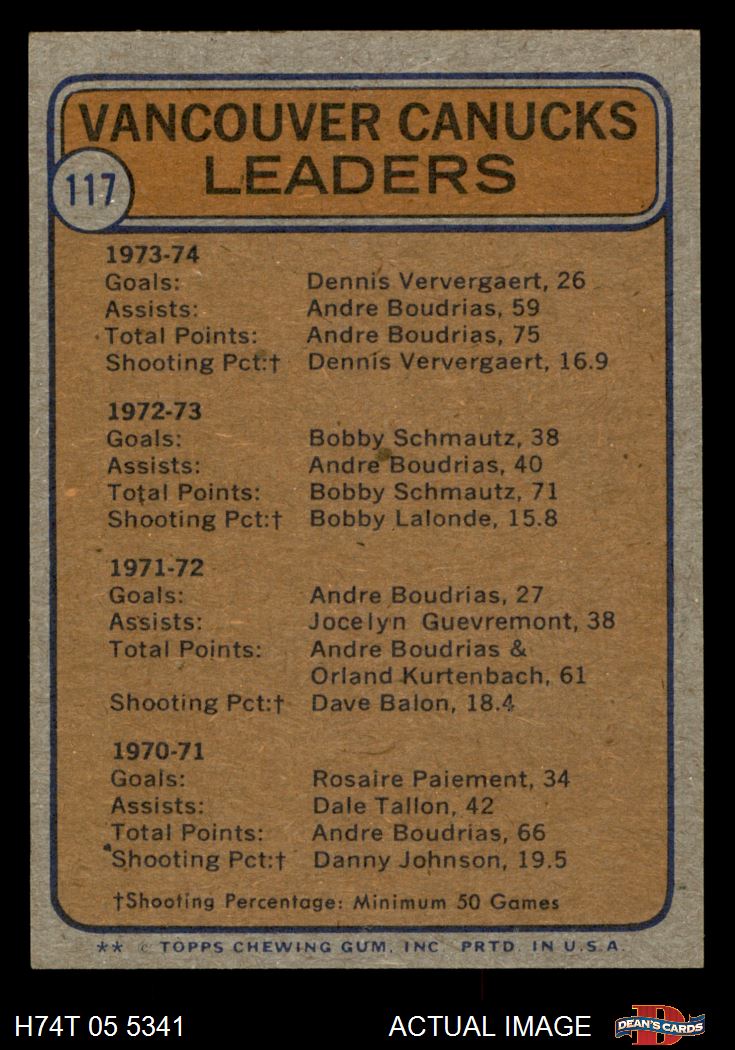 VANCOUVER CANUCKS
LEADERS
117
1973-74
Goals: Dennis Ververgaert, 26
Assists: Andre Boudrias, 59
Total Points: Andre Boudrias, 75
Shooting Pct:† Dennis Ververgaert, 16.9
1972-73
Goals: Bobby Schmautz, 38
Assists: Andre Boudrias, 40
Total Points: Bobby Schmautz, 71
Shooting Pct:† Bobby Lalonde, 15.8
1971-72
Goals: Andre Boudrias, 27
Assists: Jocelyn Guevremont, 38
Total Points: Andre Boudrias &
Orland Kurtenbach, 61
Shooting Pct:† Dave Balon, 18.4
1970-71
Goals: Rosaire Paiement, 34
Assists: Dale Tallon, 42
Total Points: Andre Boudrias, 66
Shooting Pct:† Danny Johnson, 19.5
†Shooting Percentage: Minimum 50 Games
** © TOPPS CHEWING GUM, INC. PRTD. IN U.S.A.
H74T 05 5341 ACTUAL IMAGE D DEAN'S CARDS